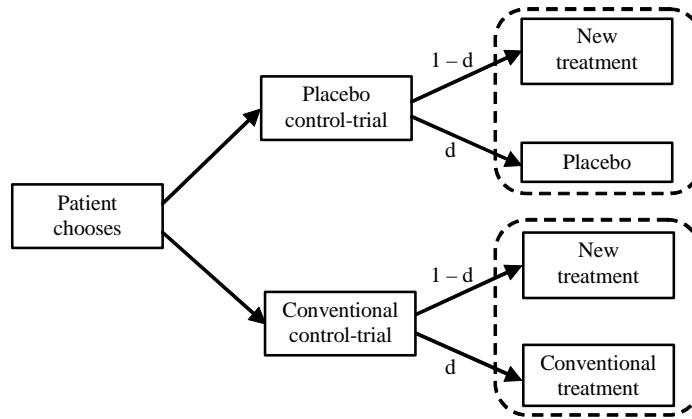 Patient
chooses
Placebo
control-trial
1 – d
d
New
treatment
Placebo
Conventional
control-trial
1 – d
d
New
treatment
Conventional
treatment